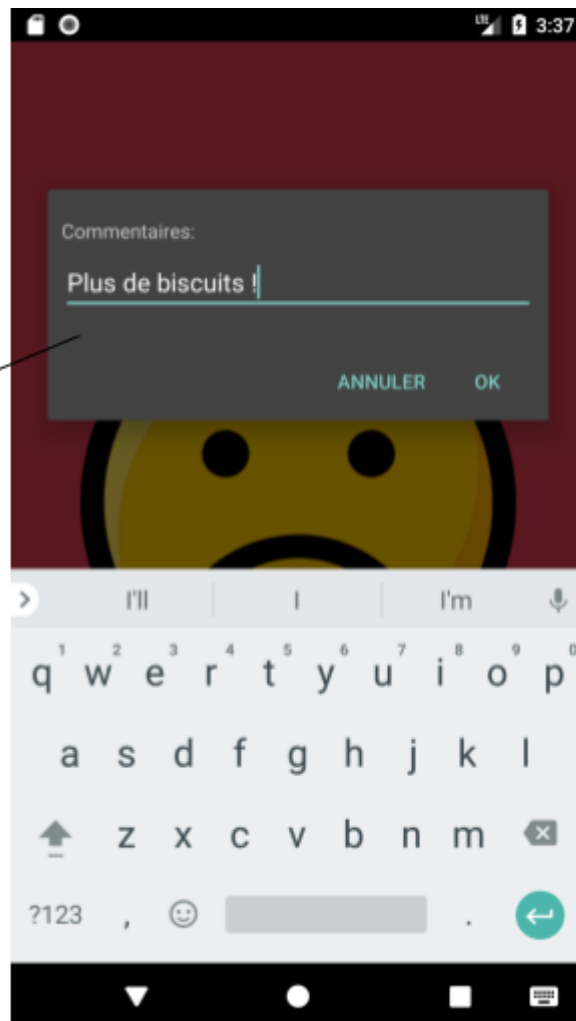 LTE 3:37
Commentaires:
Plus de biscuits !
ANNULER OK
I'll I I'm
1 2 3 4 5 6 7 8 9 0
q w e r t y u i o p
a s d f g h j k l
z x c v b n m
?123 , .